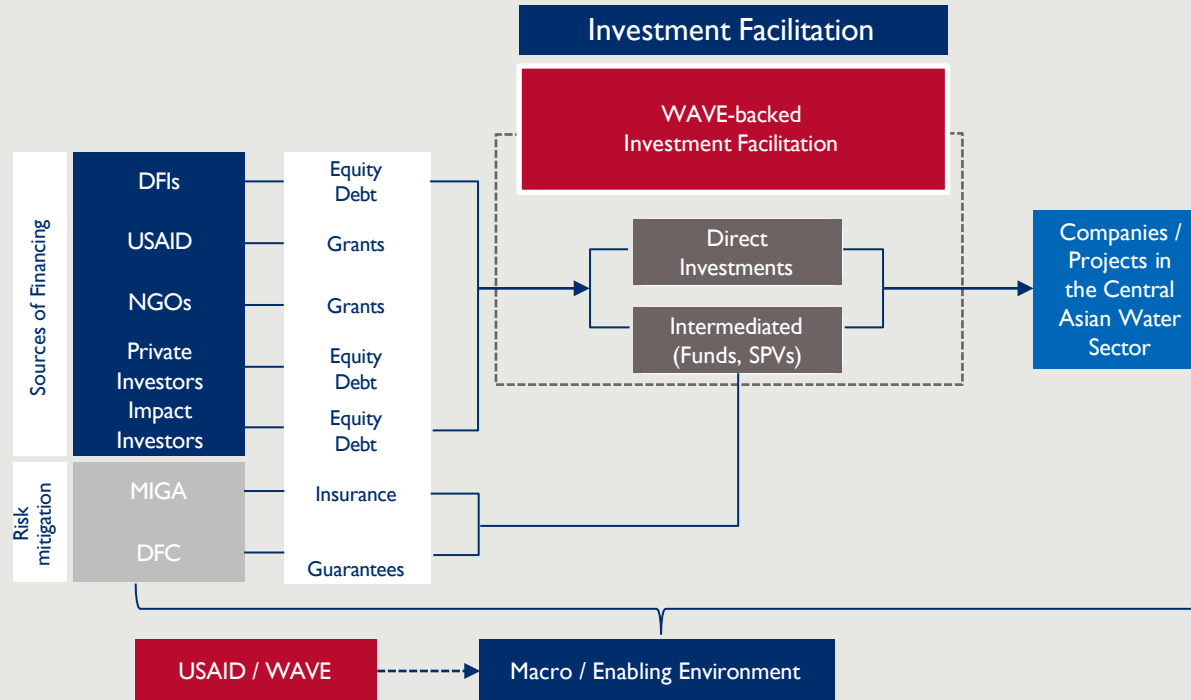 Investment Facilitation
WAVE-backed
Investment Facilitation
Sources of Financing
DFIs
Equity
Debt
USAID
Grants
NGOs
Grants
Private
Investors
Equity
Debt
Impact
Investors
Equity
Debt
Direct
Investments
Intermediated
(Funds, SPVs)
Companies /
Projects in
the Central
Asian Water
Sector
Risk
mitigation
MIGA
Insurance
DFC
Guarantees
USAID / WAVE
Macro / Enabling Environment